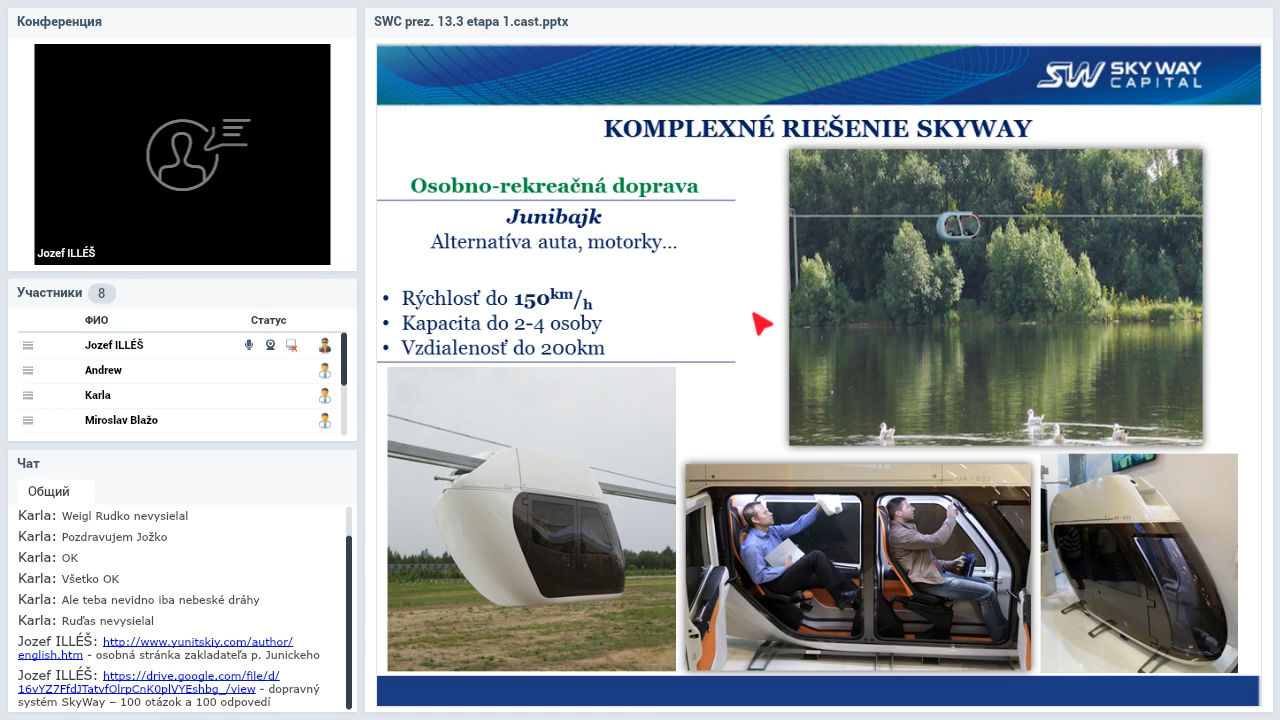 Конференция
Jozef ILLÉŠ
Участники 8
ФИО Статус
Jozef ILLÉŠ
Andrew
Karla
Miroslav Blažo
Чат
Общий
Karla: Weigl Rudko nevysielal
Karla: Pozdravujem Jožko
Karla: OK
Karla: Všetko OK
Karla: Ale teba nevidno iba nebeské dráhy
Karla: Ruďas nevysielal
Jozef ILLÉŠ: http://www.yunitskiy.com/author/
english.htm - osobná stránka zakladateľa p. Junickeho
Jozef ILLÉŠ: https://drive.google.com/file/d/
16vYZ7FfdJTatvfOlrpCnK0plVYEshbg_/view - dopravný
systém SkyWay – 100 otázok a 100 odpovedí
SWC prez. 13.3 etapa 1.cast.pptx
SW SKY WAY
CAPITAL
KOMPLEXNÉ RIEŠENIE SKYWAY
Osobno-rekreačná doprava
Junibajk
Alternatíva auta, motorky...
• Rýchlosť do 150km/h
• Kapacita do 2-4 osoby
• Vzdialenosť do 200km